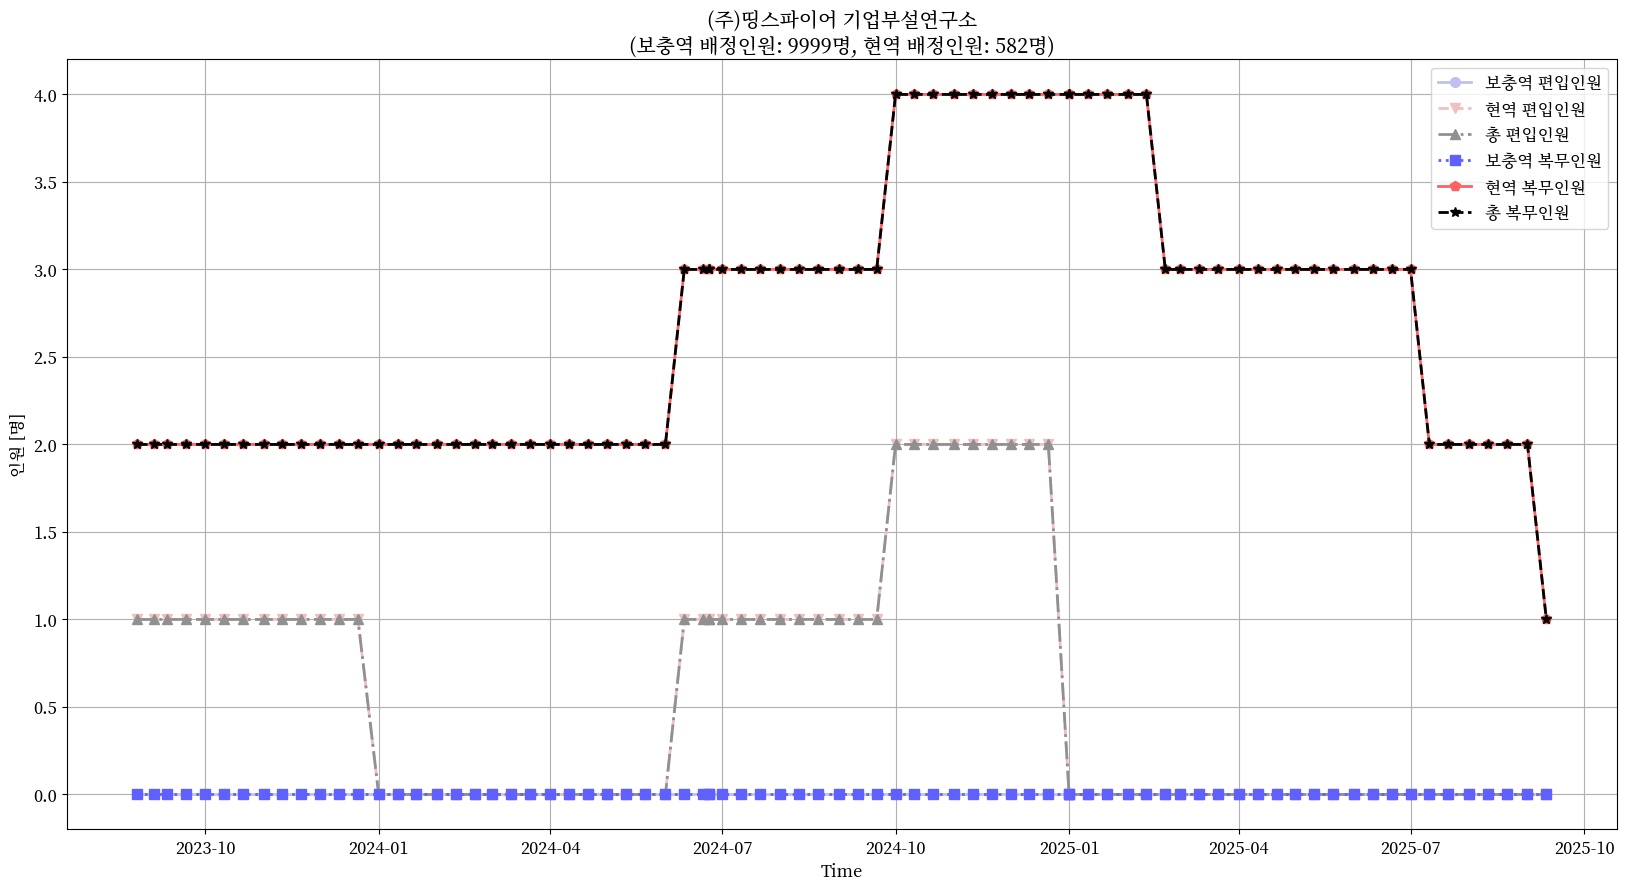 (주)띵스파이어 기업부설연구소
(보충역 배정인원: 9999명, 현역 배정인원: 582명)
보충역 편입인원
현역 편입인원
총 편입인원
보충역 복무인원
현역 복무인원
총 복무인원
4.0
3.5
3.0
2.5
2.0
1.5
1.0
0.5
0.0
인원 [명]
2023-10
2024-01
2024-04
2024-07
2024-10
2025-01
2025-04
2025-07
2025-10
Time